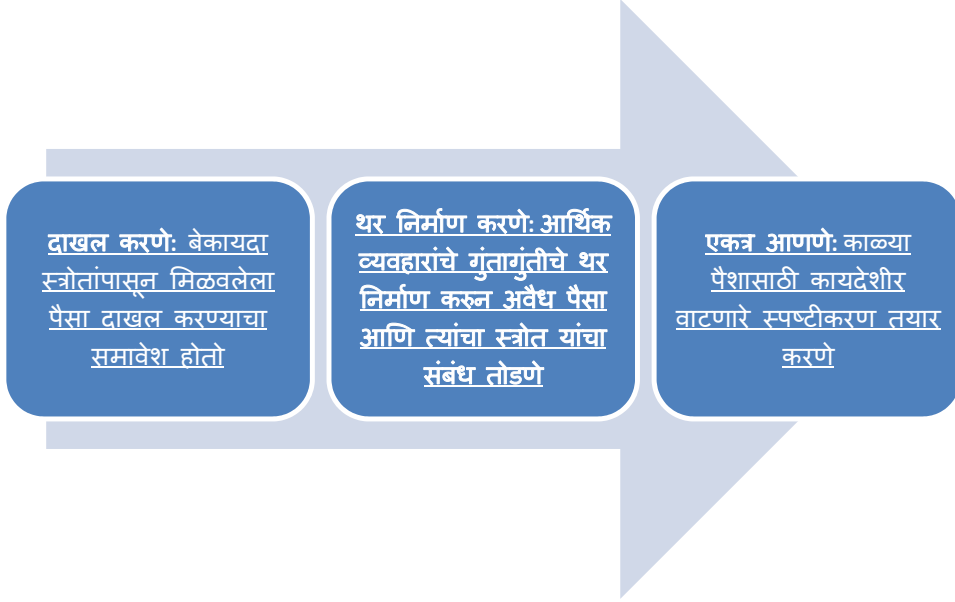 दाखल करणे: बेकायदा
स्त्रोतांपासून मिळवलेला
पैसा दाखल करण्याचा
समावेश होतो
थर निर्माण करणे: आर्थिक
व्यवहारांचे गुंतागुंतीचे थर
निर्माण करुन अवैध पैसा
आणि त्यांचा स्त्रोत यांचा
संबंध तोडणे
एकत्र आणणे: काळ्या
पैशासाठी कायदेशीर
वाटणारे स्पष्टीकरण तयार
करणे